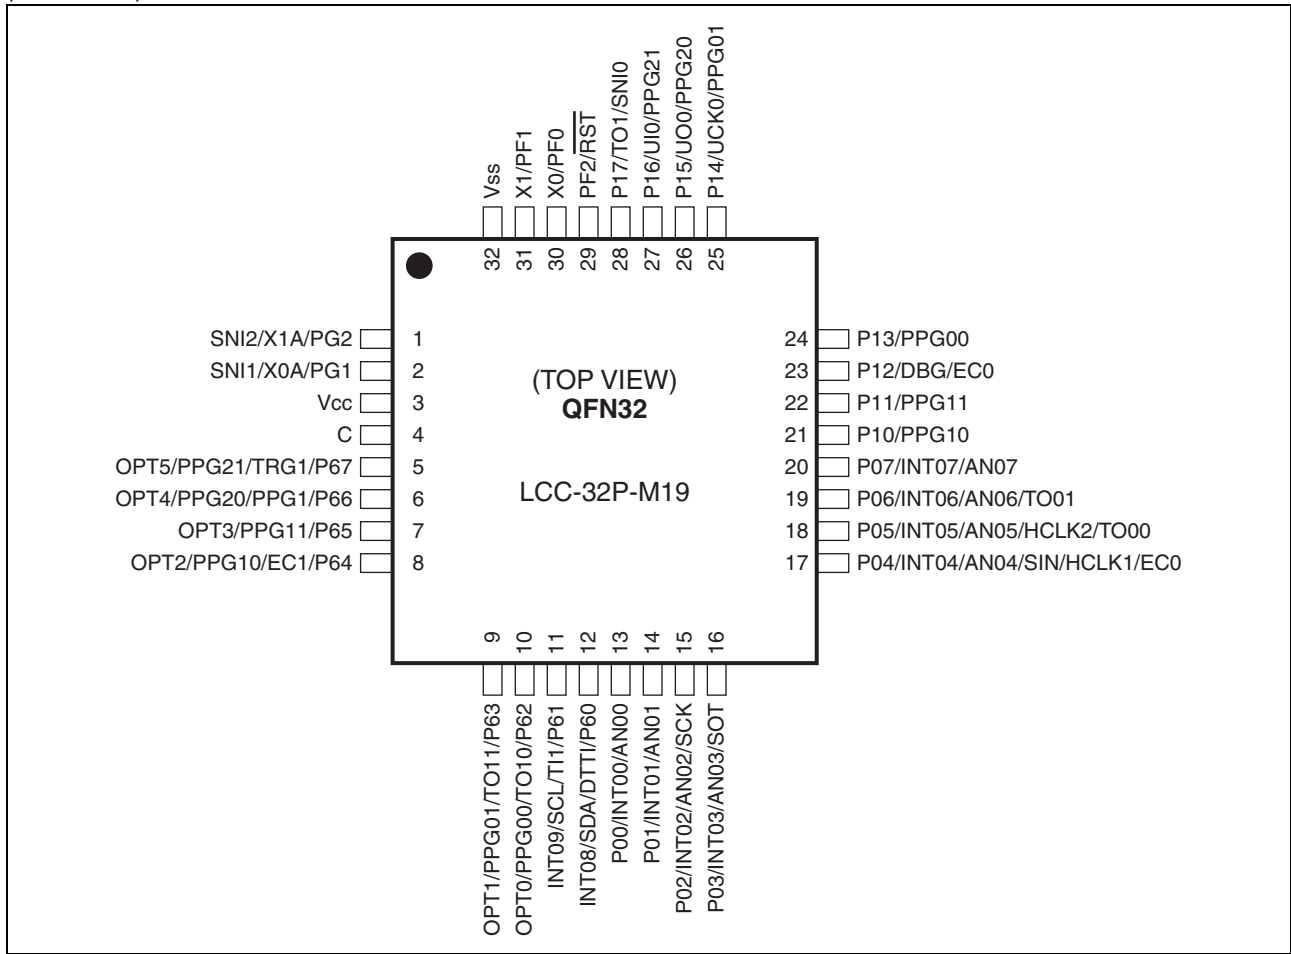 Vss
X1/PF1
X0/PF0
PF2/RST
P17/TO1/SNI0
P16/UI0/PPG21
P15/UO0/PPG20
P14/UCK0/PPG01
32
31
30
29
28
27
26
25
SNI2/X1A/PG2
1
SNI1/X0A/PG1
2
Vcc
3
C
4
OPT5/PPG21/TRG1/P67
5
OPT4/PPG20/PPG1/P66
6
OPT3/PPG11/P65
7
OPT2/PPG10/EC1/P64
8
(TOP VIEW)
QFN32
LCC-32P-M19
24
P13/PPG00
23
P12/DBG/EC0
22
P11/PPG11
21
P10/PPG10
20
P07/INT07/AN07
19
P06/INT06/AN06/TO01
18
P05/INT05/AN05/HCLK2/TO00
17
P04/INT04/AN04/SIN/HCLK1/EC0
9
10
11
12
13
14
15
16
OPT1/PPG01/TO11/P63
OPT0/PPG00/TO10/P62
INT09/SCL/TI1/P61
INT08/SDA/DTTI/P60
P00/INT00/AN00
P01/INT01/AN01
P02/INT02/AN02/SCK
P03/INT03/AN03/SOT